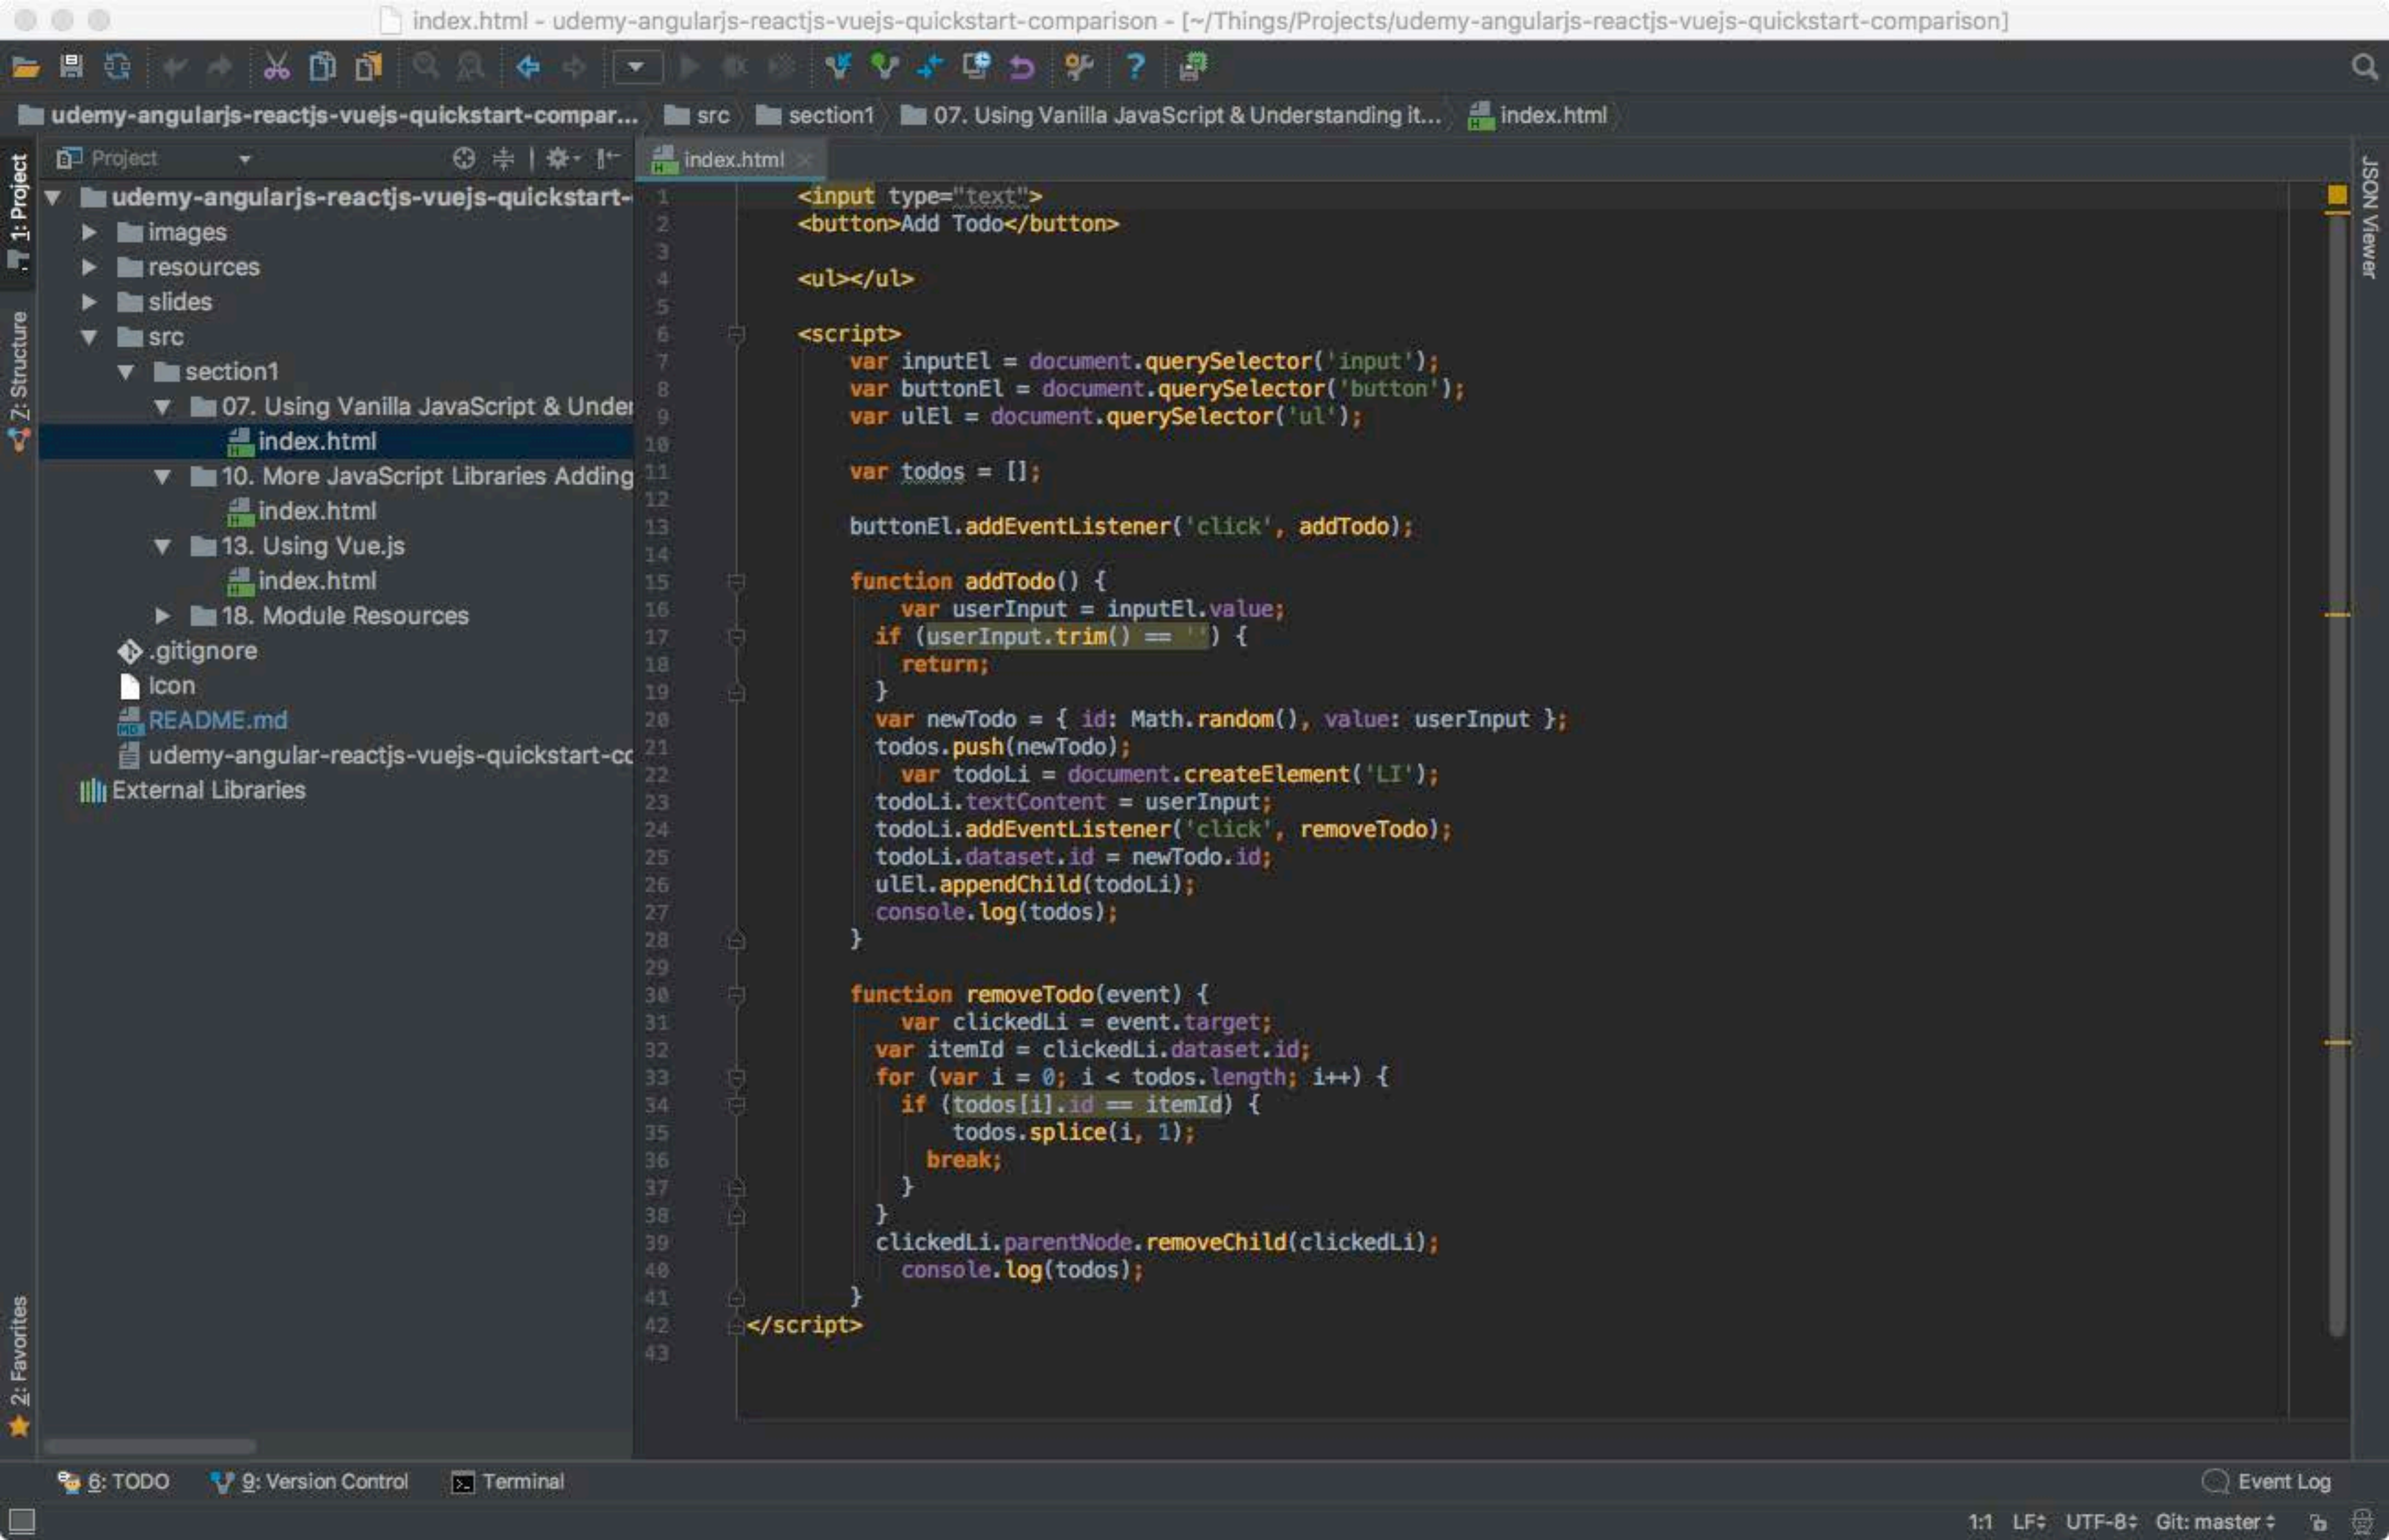 index.html - udemy-angularjs-reactjs-vuejs-quickstart-comparison - [~/Things/Projects/udemy-angularjs-reactjs-vuejs-quickstart-comparison]
udemy-angularjs-reactjs-vuejs-quickstart-compar... src section1 07. Using Vanilla JavaScript & Understanding it... index.html
1: Project
Z: Structure
2: Favorites
Project
udemy-angularjs-reactjs-vuejs-quickstart-
images
resources
slides
src
section1
07. Using Vanilla JavaScript & Under
index.html
10. More JavaScript Libraries Adding
index.html
13. Using Vue.js
index.html
18. Module Resources
.gitignore
Icon
README.md
udemy-angular-reactjs-vuejs-quickstart-co
External Libraries
index.html
1 <input type="text">
2 <button>Add Todo</button>
3
4 <ul></ul>
5
6 <script>
7 var inputEl = document.querySelector('input');
8 var buttonEl = document.querySelector('button');
9 var ulEl = document.querySelector('ul');
10
11 var todos = [];
12
13 buttonEl.addEventListener('click', addTodo);
14
15 function addTodo() {
16 var userInput = inputEl.value;
17 if (userInput.trim() == '') {
18 return;
19 }
20 var newTodo = { id: Math.random(), value: userInput };
21 todos.push(newTodo);
22 var todoLi = document.createElement('LI');
23 todoLi.textContent = userInput;
24 todoLi.addEventListener('click', removeTodo);
25 todoLi.dataset.id = newTodo.id;
26 ulEl.appendChild(todoLi);
27 console.log(todos);
28 }
29
30 function removeTodo(event) {
31 var clickedLi = event.target;
32 var itemId = clickedLi.dataset.id;
33 for (var i = 0; i < todos.length; i++) {
34 if (todos[i].id == itemId) {
35 todos.splice(i, 1);
36 break;
37 }
38 }
39 clickedLi.parentNode.removeChild(clickedLi);
40 console.log(todos);
41 }
42 </script>
43
JSON Viewer
6: TODO 9: Version Control Terminal Event Log
1:1 LF UTF-8 Git: master